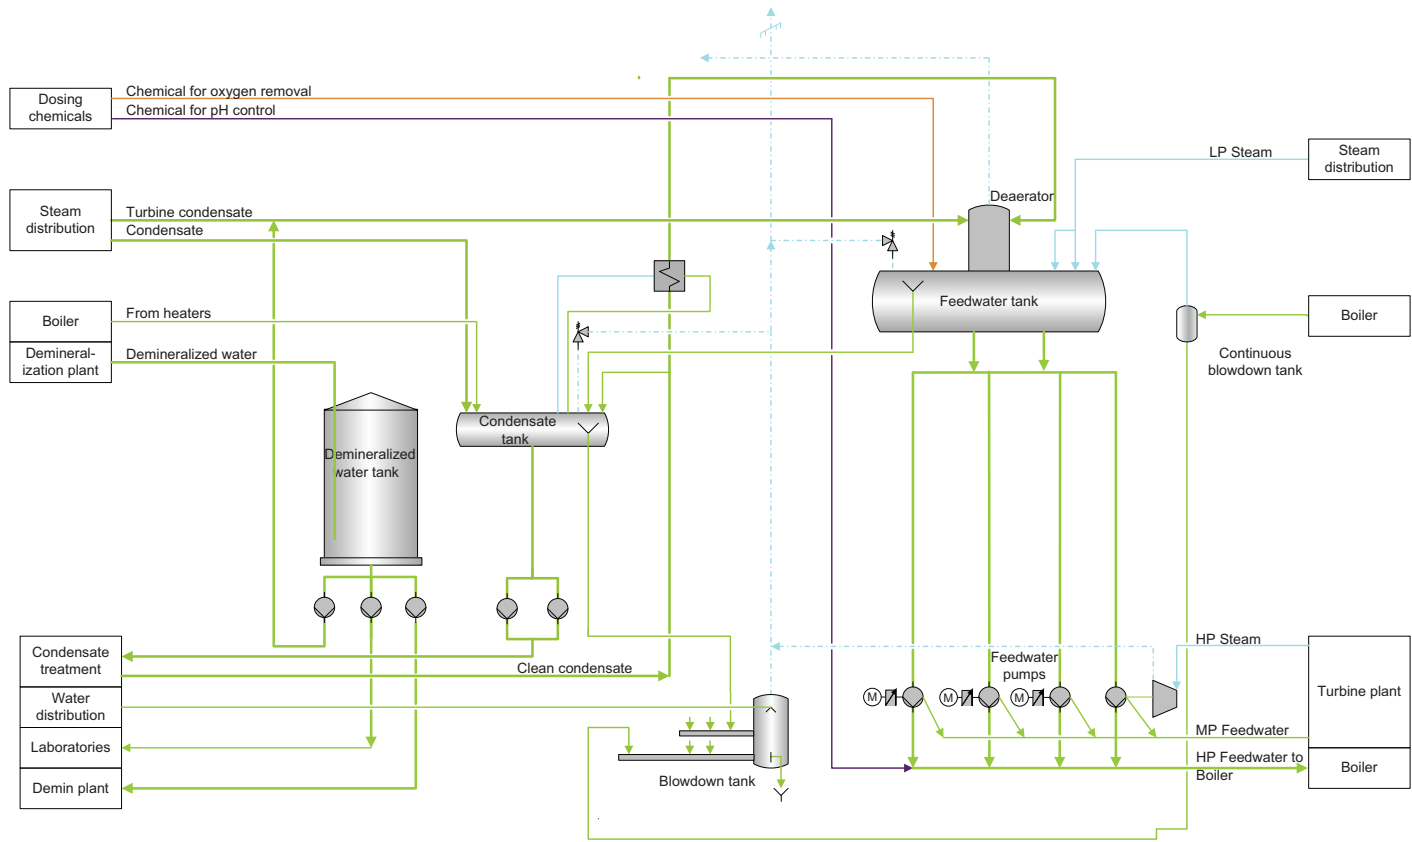 Dosing
chemicals
Chemical for oxygen removal
Chemical for pH control
LP Steam
Steam
distribution
Deaerator
Steam
distribution
Turbine condensate
Condensate
Boiler
From heaters
Feedwater tank
Boiler
Demineral-
ization plant
Demineralized water
Continuous
blowdown tank
Condensate
tank
Demineralized
water tank
Condensate
treatment
Clean condensate
Water
distribution
Laboratories
Demin plant
Blowdown tank
Feedwater
pumps
M
M
M
HP Steam
Turbine plant
MP Feedwater
HP Feedwater to
Boiler
Boiler